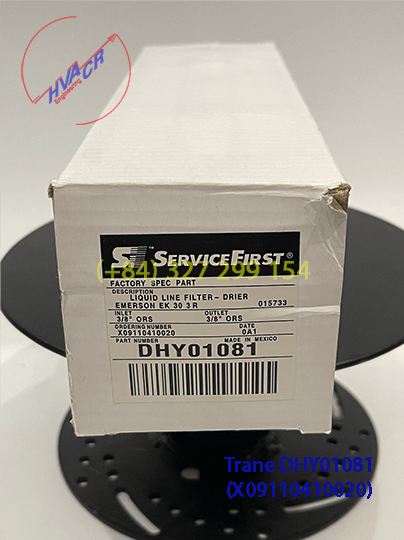 HVACR
Engineering
S™ SERVICEFIRST®
(+84) 327 299 154
FACTORY SPEC PART
DESCRIPTION
LIQUID LINE FILTER- DRIER
EMERSON EK 30 3 R 015733
INLET OUTLET
3/8" ORS 3/8" ORS
ORDERING NUMBER DATE
X09110410020 0A1
PART NUMBER MADE IN MEXICO
DHY01081
Trane DHY01081
(X09110410020)